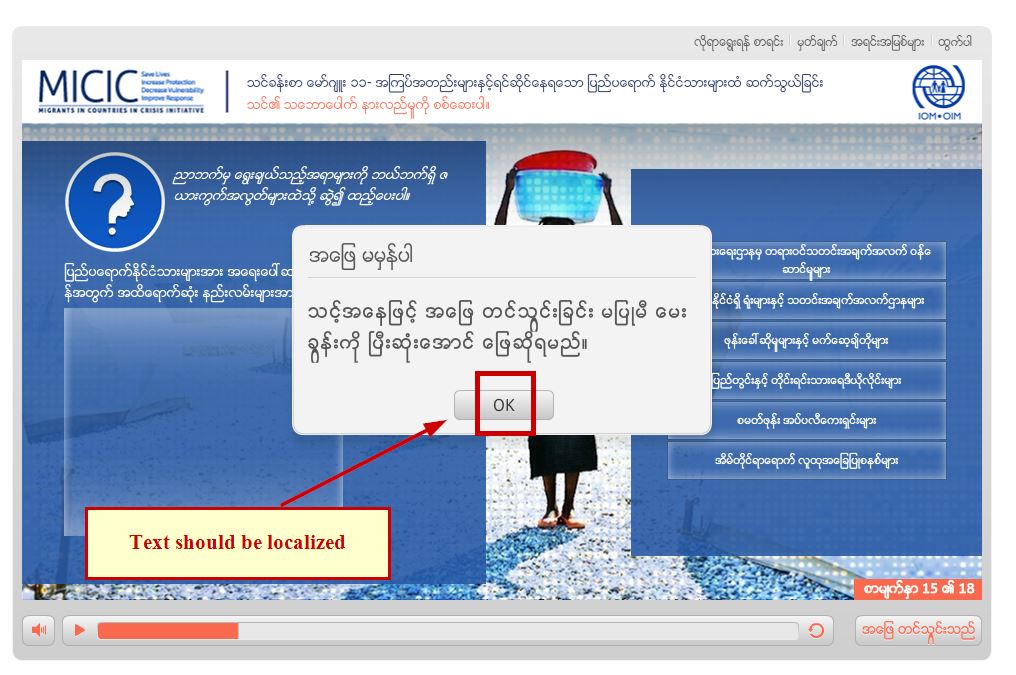 လိုရာရွေးရန် စာရင်း မှတ်ချက် အရင်းအမြစ်များ ထွက်ပါ
MICIC
Save Lives
Increase Protection
Decrease Vulnerability
Improve Response
MIGRANTS IN COUNTRIES IN CRISIS INITIATIVE
သင်ခန်းစာ မော်ဂျူး ၁၁- အကြပ်အတည်းများနှင့်ရင်ဆိုင်နေရသော ပြည်ပရောက် နိုင်ငံသားများထံ ဆက်သွယ်ခြင်း
သင်၏ သဘောပေါက် နားလည်မှုကို စစ်ဆေးပါ။
IOM•OIM
ညာဘက်မှ ရွေးချယ်သည့်အရာများကို ဘယ်ဘက်ရှိ ဇ
ယားကွက်အလွတ်များထဲသို့ ဆွဲ၍ ထည့်ပေးပါ။
ပြည်ပရောက်နိုင်ငံသားများအား အရေးပေါ်
န်အတွက် အထိရောက်ဆုံး နည်းလမ်းများအား
အဖြေ မမှန်ပါ
သင့်အနေဖြင့် အဖြေ တင်သွင်းခြင်း မပြုမီ မေး
ခွန်းကို ပြီးဆုံးအောင် ဖြေဆိုရမည်။
OK
ားရေးဌာနမှ တရားဝင်သတင်းအချက်အလက် ဝန်ဆောင်မှုများ
နိုင်ငံရှိ ရုံးများနှင့် သတင်းအချက်အလက်ဌာနများ
ဖုန်းခေါ်ဆိုမှုများနှင့် မက်ဆေ့ချ်တိုများ
ပြည်တွင်းနှင့် တိုင်းရင်းသားရေဒီယိုလိုင်းများ
စမတ်ဖုန်း အပ်ပလီကေးရှင်းများ
အိမ်တိုင်ရာရောက် လူထုအခြေပြုစနစ်များ
Text should be localized
စာမျက်နှာ 15 ၏ 18
အဖြေ တင်သွင်းသည်